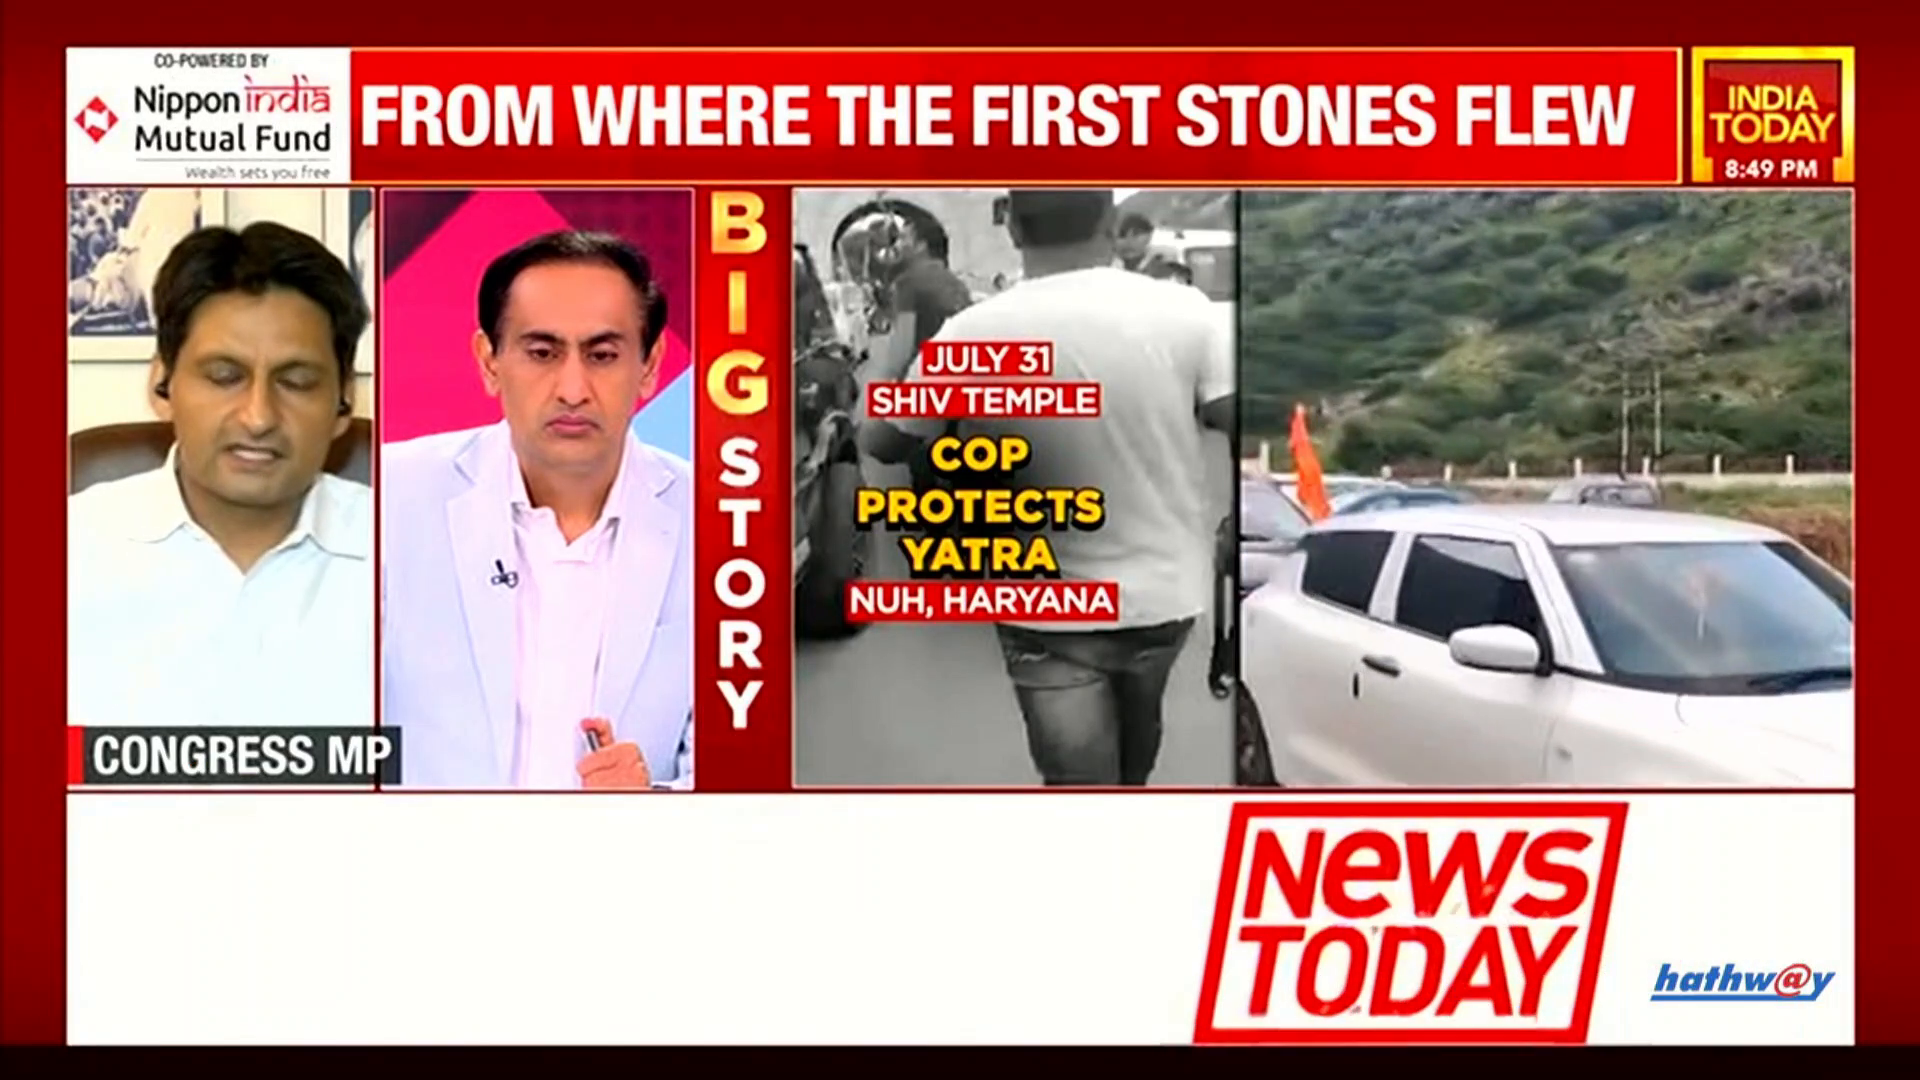 CO-POWERED BY
Nippon india
Mutual Fund
Wealth sets you free
FROM WHERE THE FIRST STONES FLEW
INDIA
TODAY
8:49 PM
BIG STORY
JULY 31
SHIV TEMPLE
COP
PROTECTS
YATRA
NUH, HARYANA
CONGRESS MP
NEWS
TODAY
hathw@y